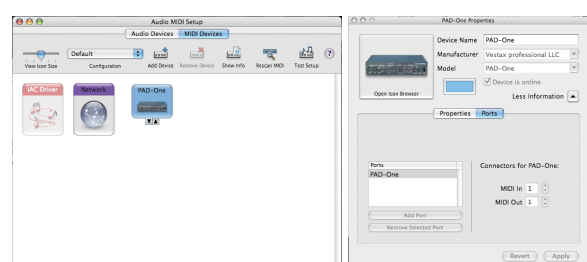 Audio MIDI Setup
Audio Devices MIDI Devices
Default
View Icon Size Configuration Add Device Remove Device Show Info Rescan MIDI Test Setup ?
IAC Driver Network PAD-One
PAD-One Properties
Device Name PAD-One
Manufacturer Vestax professional LLC
Model PAD-One
Device is online
Open Icon Browser
Less Information
Properties Ports
Ports
PAD-One
Connectors for PAD-One:
MIDI In 1
MIDI Out 1
Add Port
Remove Selected Port
Revert Apply